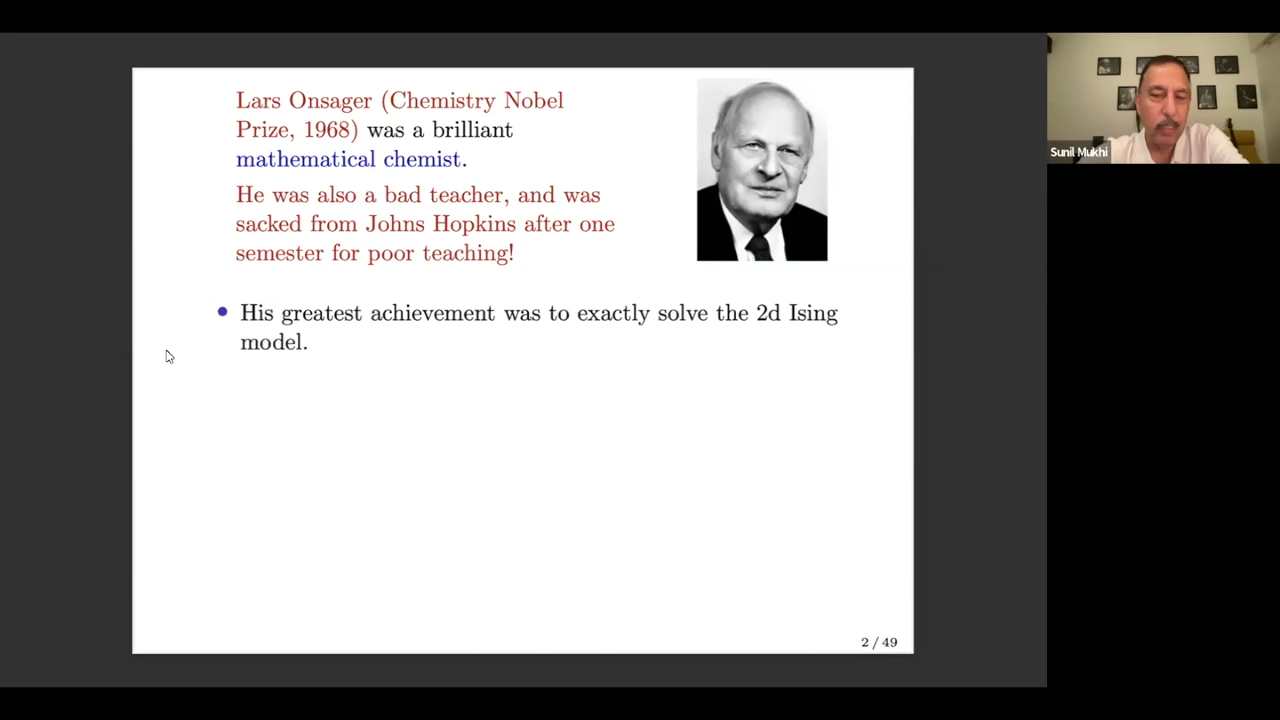 Lars Onsager (Chemistry Nobel
Prize, 1968) was a brilliant
mathematical chemist.
He was also a bad teacher, and was
sacked from Johns Hopkins after one
semester for poor teaching!
• His greatest achievement was to exactly solve the 2d Ising
model.
2 / 49
Sunil Mukhi